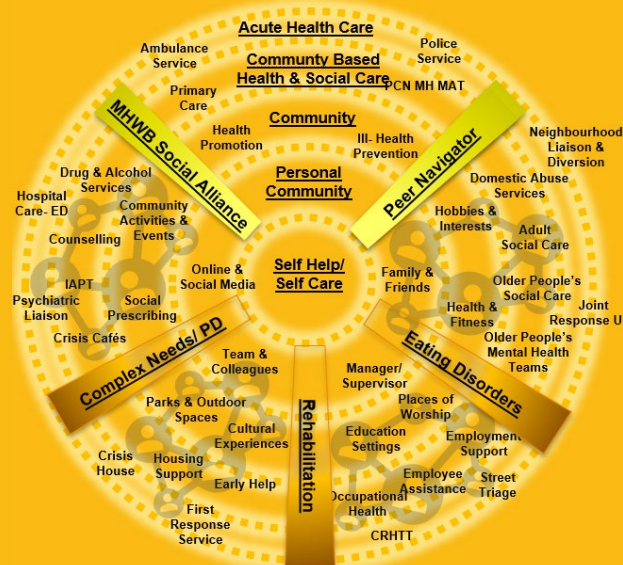 Acute Health Care
Ambulance
Service
Police
Service
Communty Based
Health & Social Care
PCN MH MAT
Primary
Care
MHWB Social Alliance
Peer Navigator
Community
Health
Promotion
Ill- Health
Prevention
Neighbourhood
Liaison &
Diversion
Personal
Community
Drug & Alcohol
Services
Domestic Abuse
Services
Hospital
Care- ED
Community
Activities &
Events
Hobbies &
Interests
Counselling
Adult
Social Care
Self Help/
Self Care
Online &
Social Media
Family &
Friends
IAPT
Older People's
Social Care
Psychiatric
Liaison
Social
Prescribing
Health &
Fitness
Joint
Response U
Crisis Cafés
Older People's
Mental Health
Teams
Complex Needs/ PD
Eating Disorders
Rehabilitation
Team &
Colleagues
Manager/
Supervisor
Parks & Outdoor
Spaces
Places of
Worship
Cultural
Experiences
Education
Settings
Employment
Support
Crisis
House
Housing
Support
Early Help
Employee
Assistance
Street
Triage
Occupational
Health
First
Response
Service
CRHTT